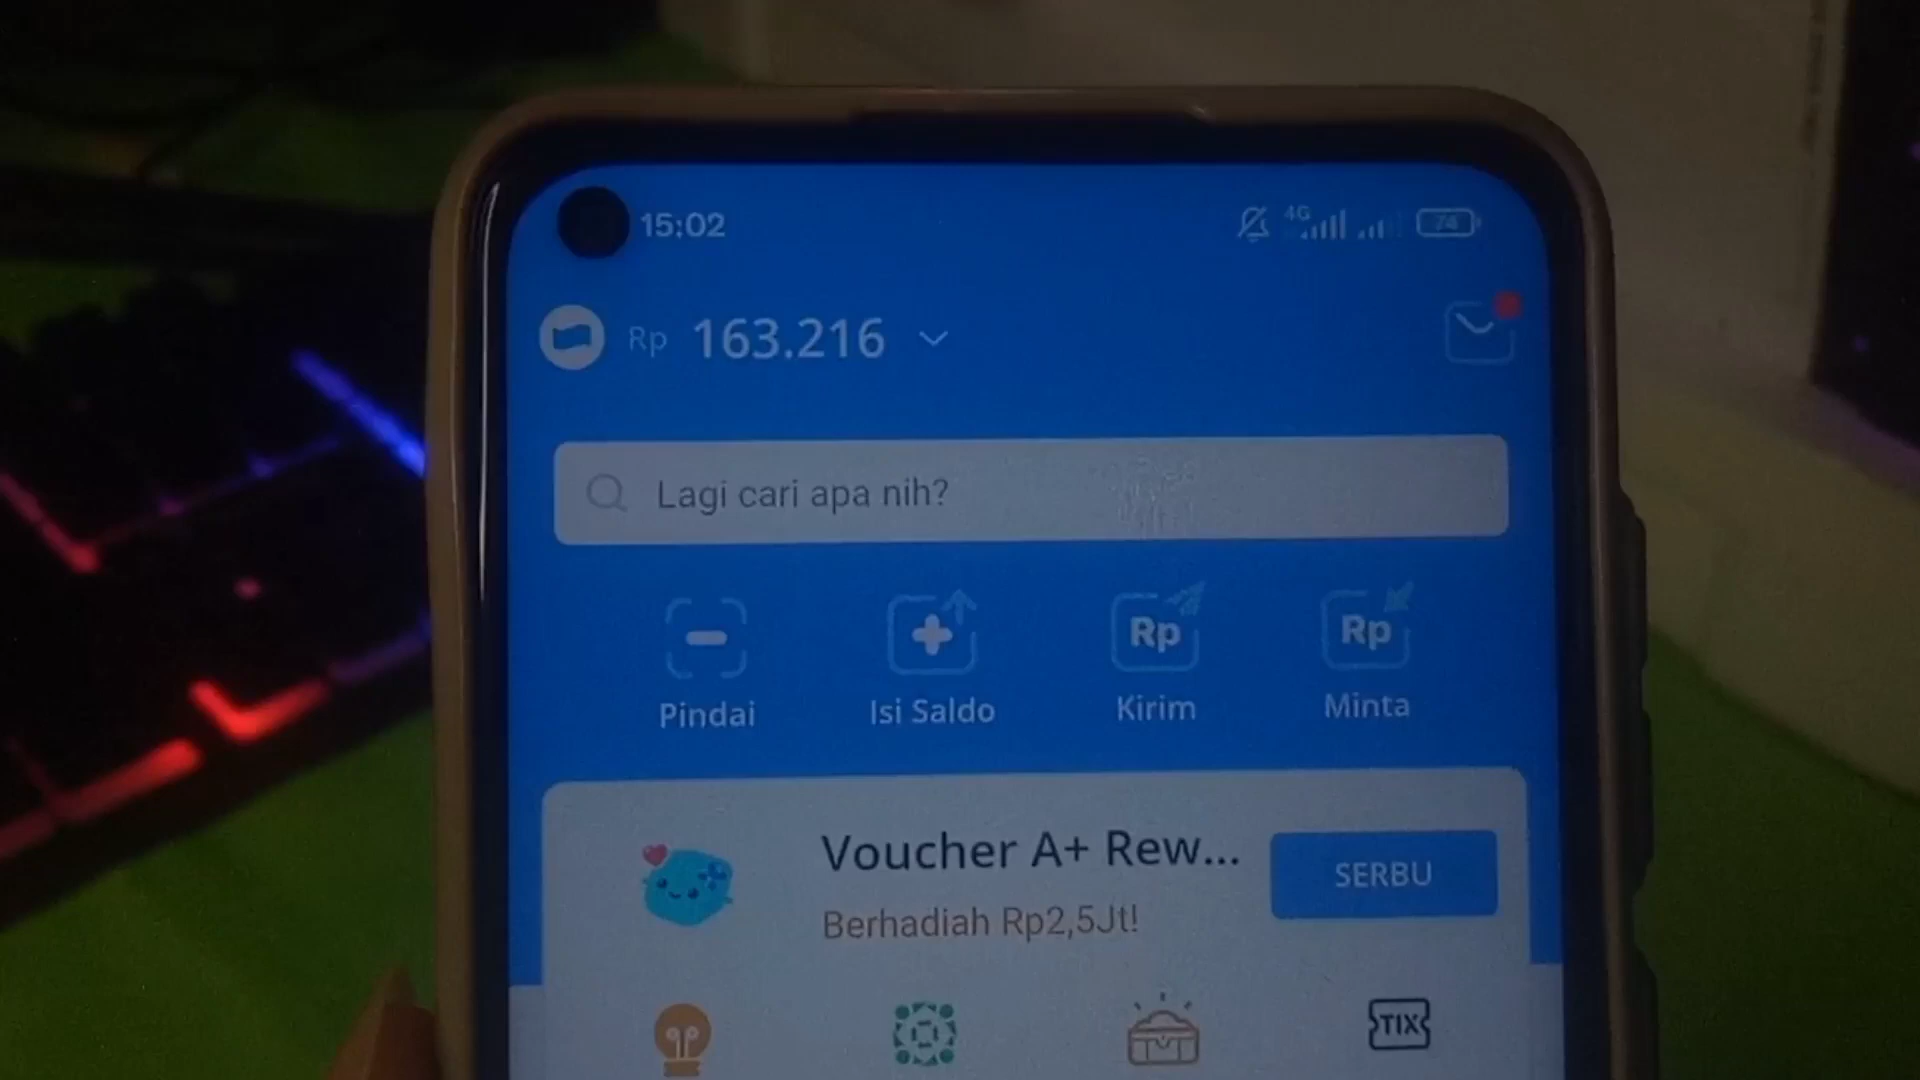 15:02
4G
74
Rp 163.216
Lagi cari apa nih?
Rp
Rp
Pindai
Isi Saldo
Kirim
Minta
Voucher A+ Rew...
SERBU
Berhadiah Rp2,5Jt!
TIX